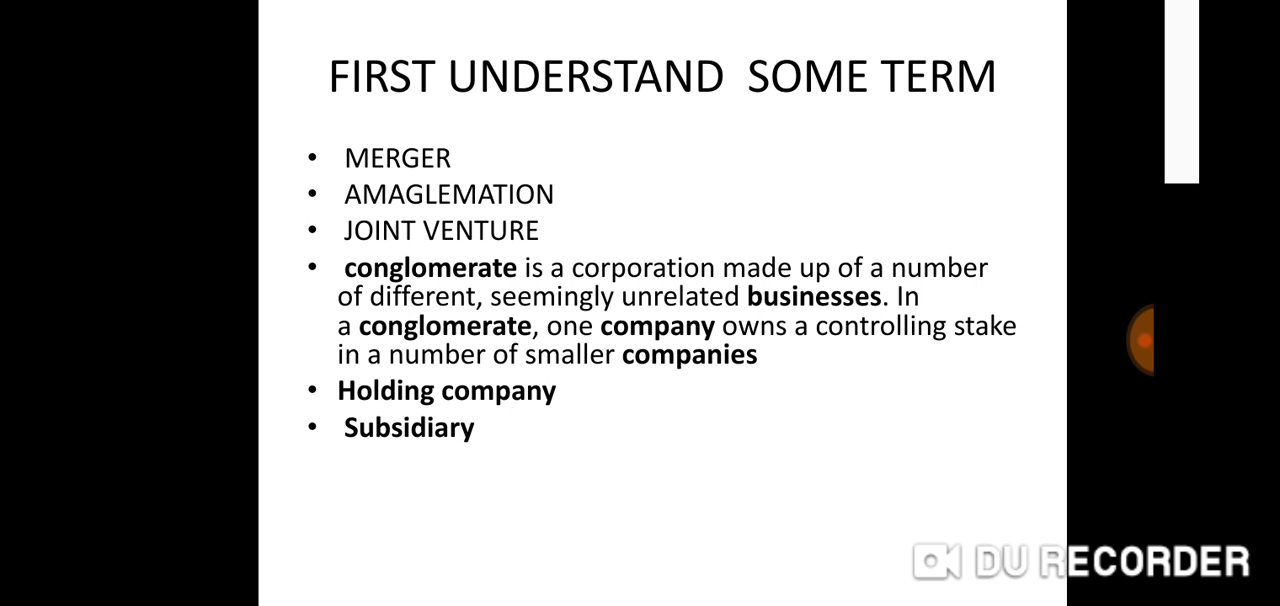 FIRST UNDERSTAND SOME TERM
• MERGER
• AMAGLEMATION
• JOINT VENTURE
• conglomerate is a corporation made up of a number
of different, seemingly unrelated businesses. In
a conglomerate, one company owns a controlling stake
in a number of smaller companies
• Holding company
• Subsidiary
DU RECORDER